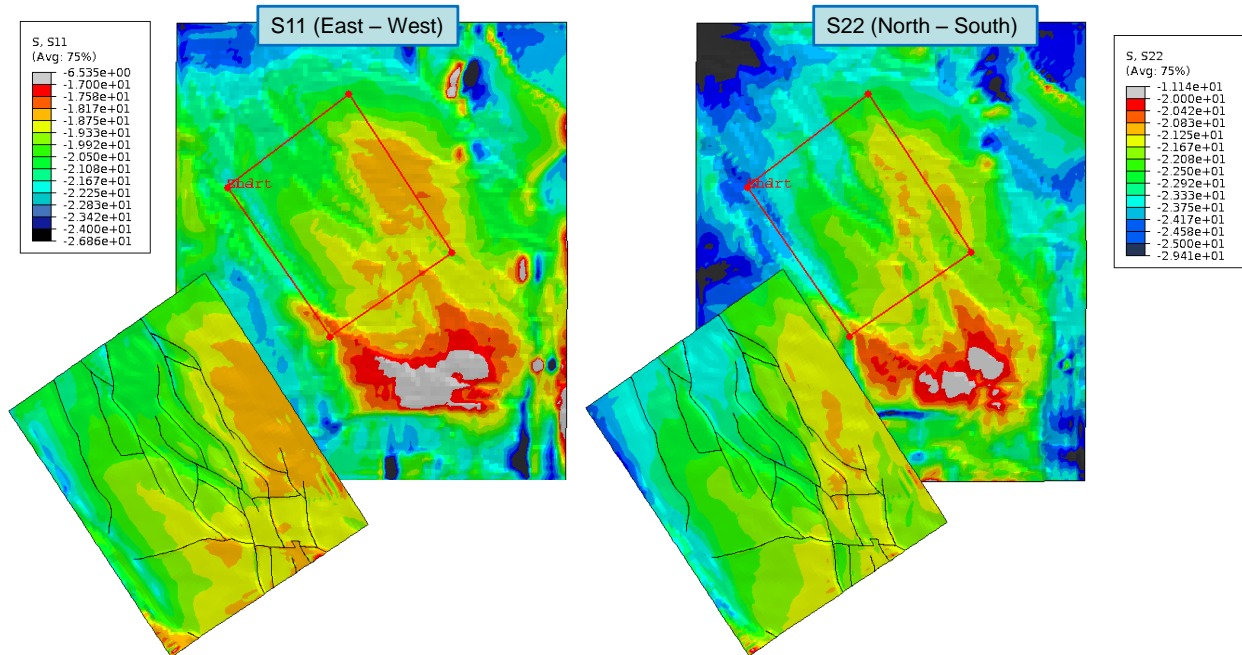 S11 (East – West)
S22 (North – South)
S, S11
(Avg: 75%)
-6.535e+00
-1.700e+01
-1.758e+01
-1.817e+01
-1.875e+01
-1.933e+01
-1.992e+01
-2.050e+01
-2.108e+01
-2.167e+01
-2.225e+01
-2.283e+01
-2.342e+01
-2.400e+01
-2.686e+01
S, S22
(Avg: 75%)
-1.114e+01
-2.000e+01
-2.042e+01
-2.083e+01
-2.125e+01
-2.167e+01
-2.208e+01
-2.250e+01
-2.292e+01
-2.333e+01
-2.375e+01
-2.417e+01
-2.458e+01
-2.500e+01
-2.941e+01